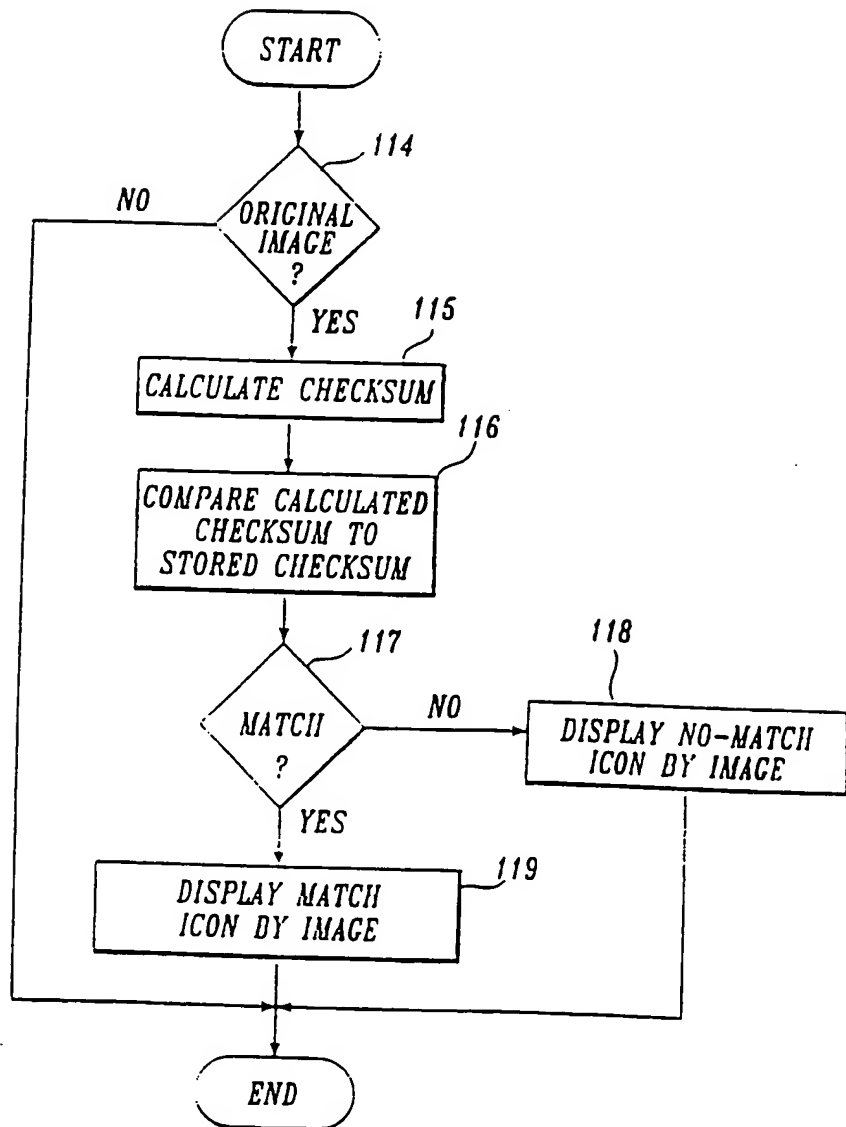 START
114
NO
ORIGINAL
IMAGE
?
YES
115
CALCULATE CHECKSUM
116
COMPARE CALCULATED
CHECKSUM TO
STORED CHECKSUM
117
118
MATCH
?
NO
DISPLAY NO-MATCH
ICON BY IMAGE
YES
119
DISPLAY MATCH
ICON BY IMAGE
END